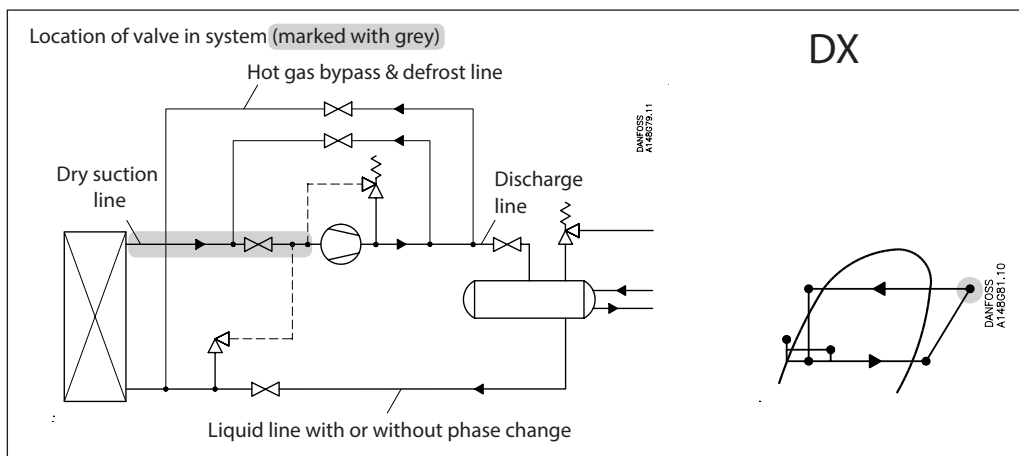 Location of valve in system (marked with grey)
DX
Hot gas bypass & defrost line
DANFOSS
A148G79.11
Dry suction
line
Discharge
line
DANFOSS
A148G81.10
Liquid line with or without phase change